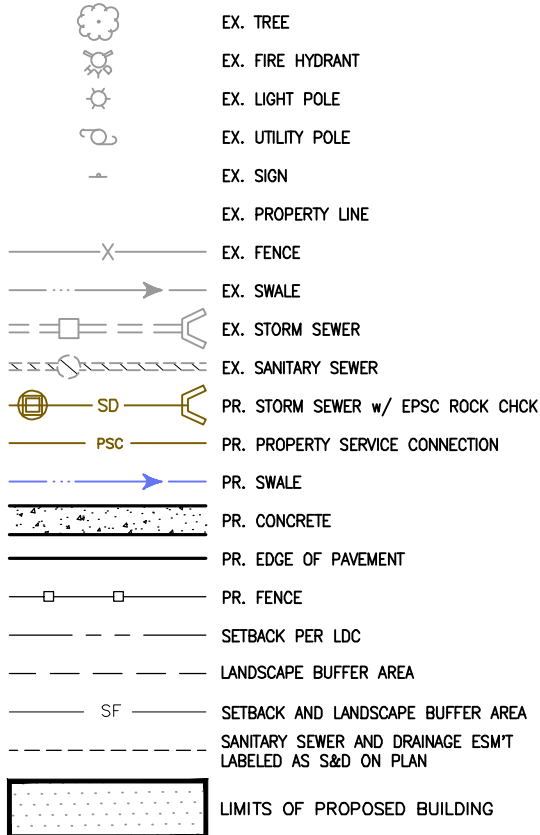 EX. TREE
EX. FIRE HYDRANT
EX. LIGHT POLE
EX. UTILITY POLE
EX. SIGN
EX. PROPERTY LINE
X EX. FENCE
EX. SWALE
EX. STORM SEWER
EX. SANITARY SEWER
SD PR. STORM SEWER w/ EPSC ROCK CHCK
PSC PR. PROPERTY SERVICE CONNECTION
PR. SWALE
PR. CONCRETE
PR. EDGE OF PAVEMENT
PR. FENCE
SETBACK PER LDC
LANDSCAPE BUFFER AREA
SF SETBACK AND LANDSCAPE BUFFER AREA
SANITARY SEWER AND DRAINAGE ESM'T
LABELED AS S&D ON PLAN
LIMITS OF PROPOSED BUILDING